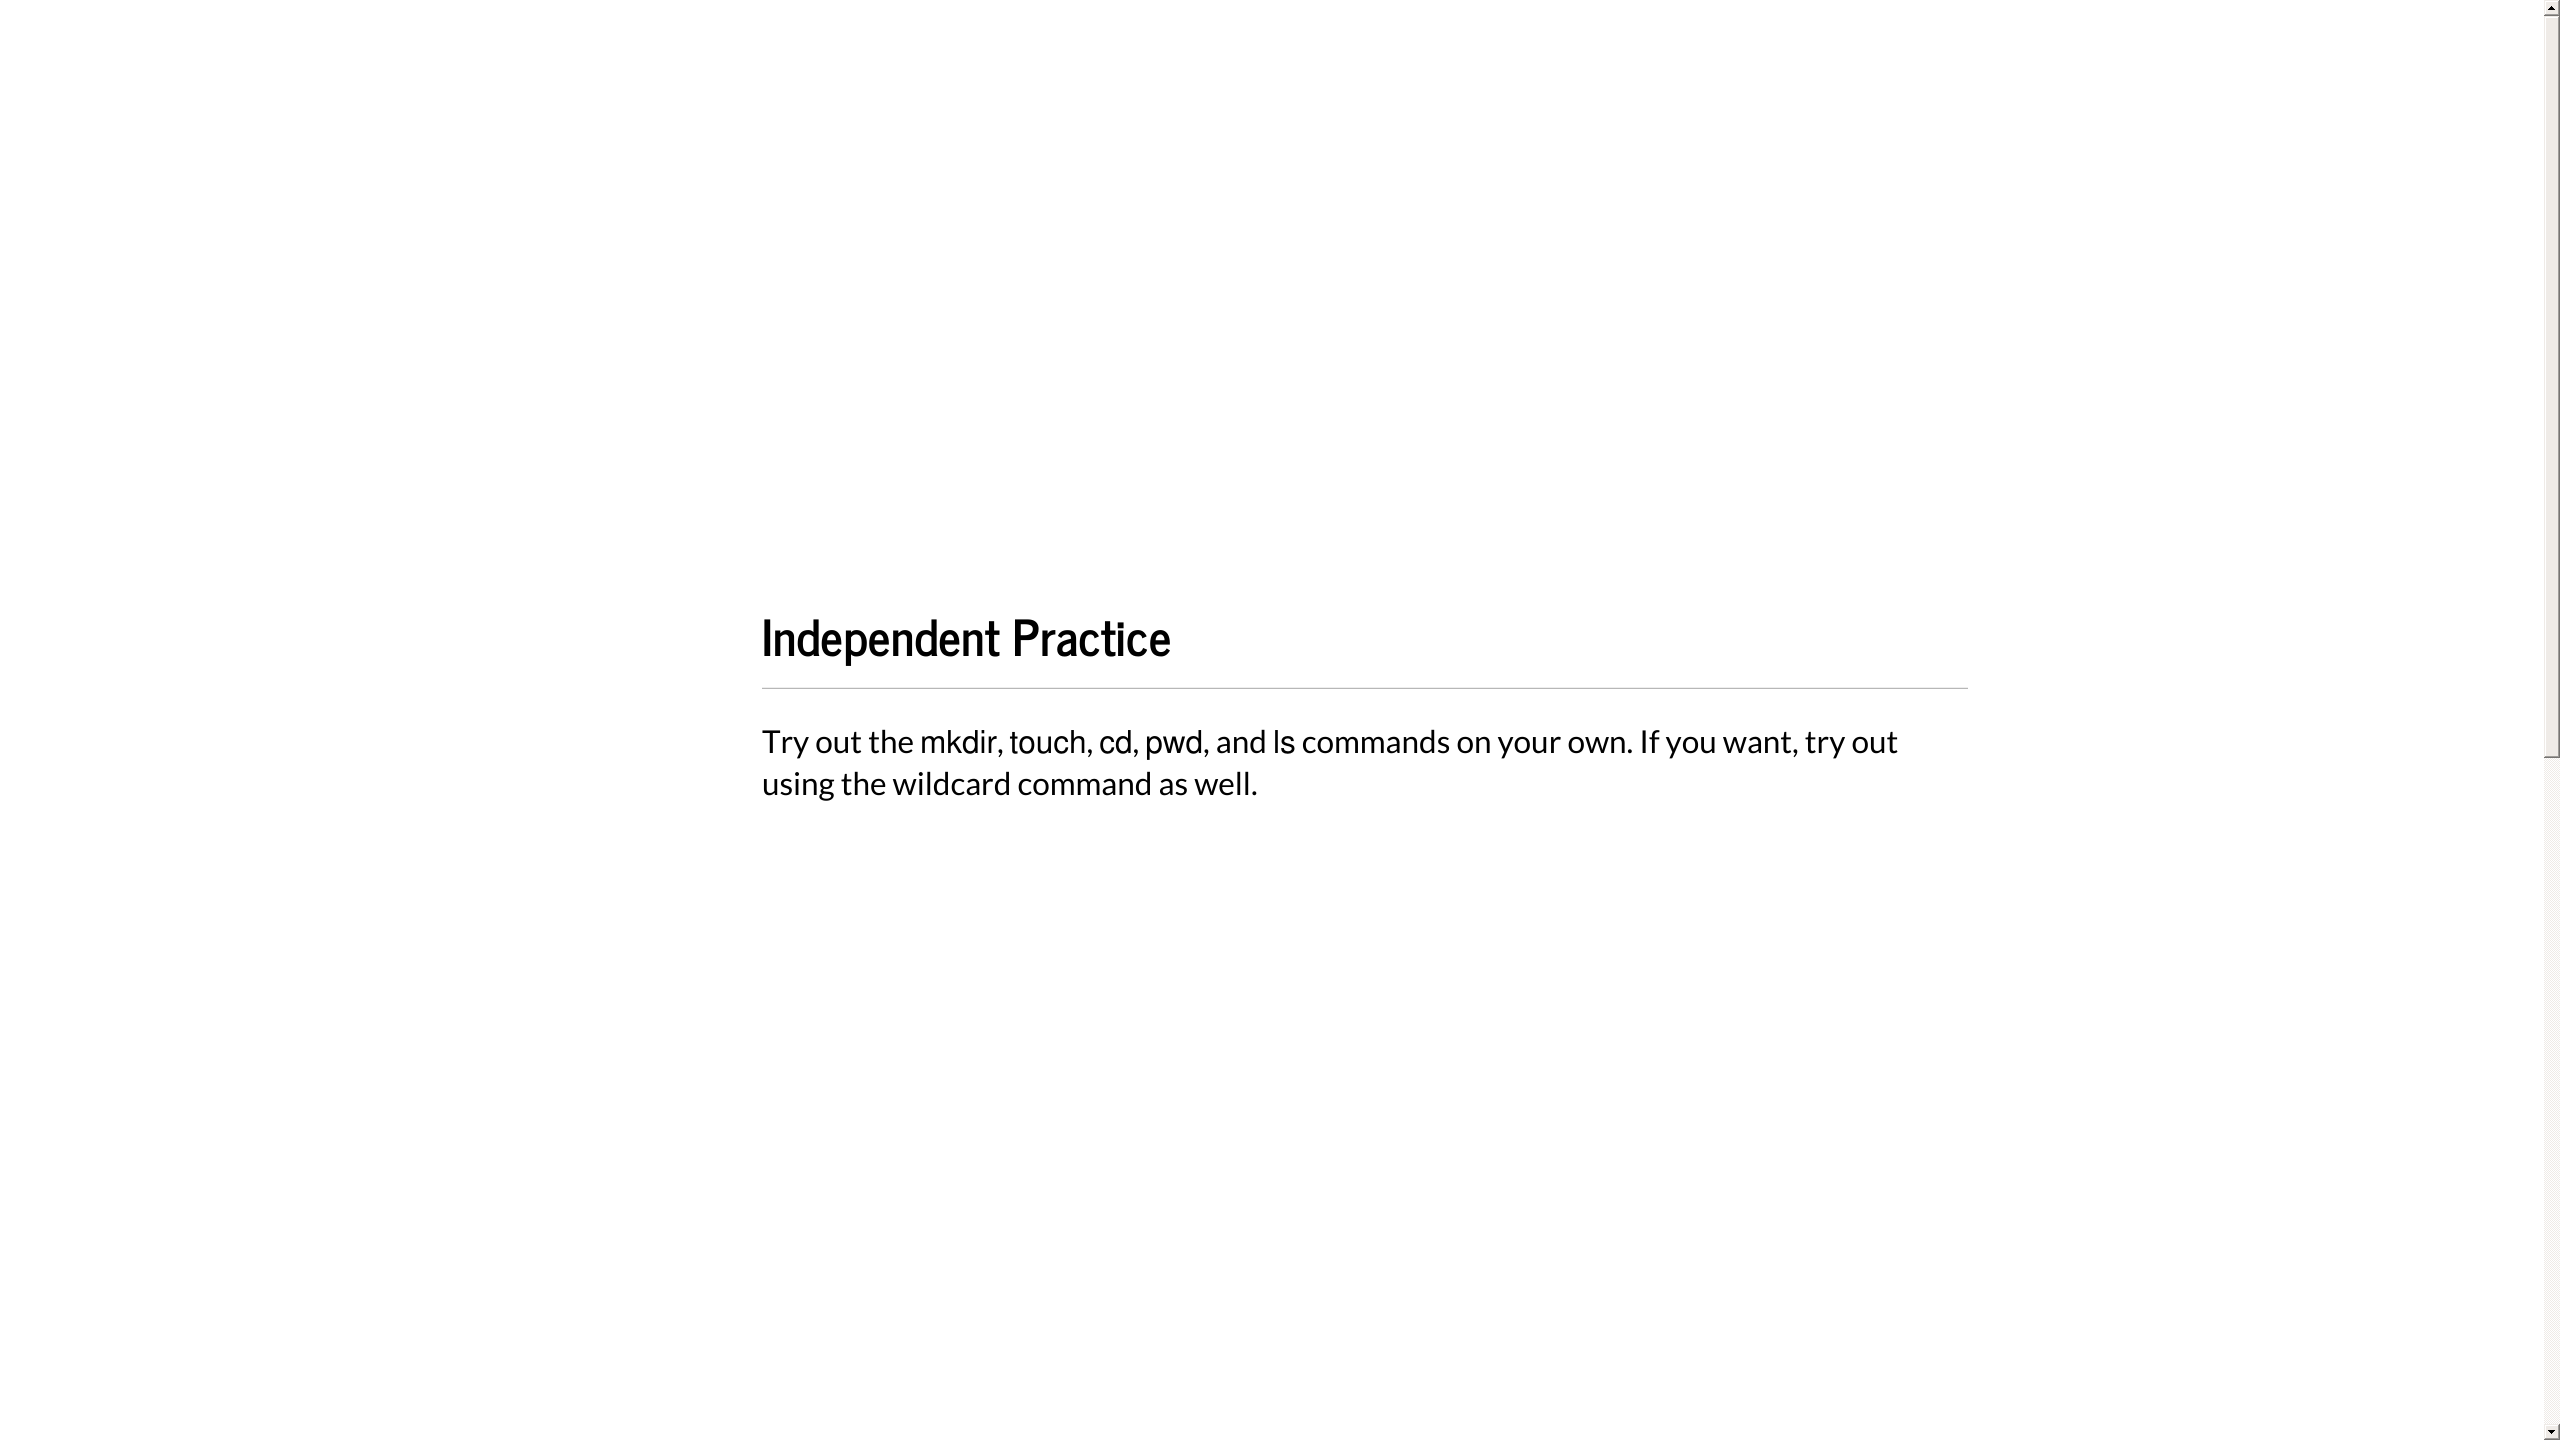 Independent Practice
Try out the mkdir, touch, cd, pwd, and ls commands on your own. If you want, try out
using the wildcard command as well.